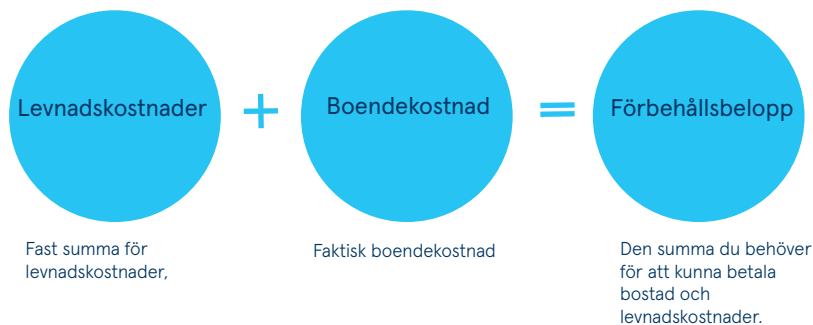 Levnadskostnader + Boendekostnad = Förbehållsbelopp
Fast summa för
levnadskostnader,
Faktisk boendekostnad
Den summa du behöver
för att kunna betala
bostad och
levnadskostnader.